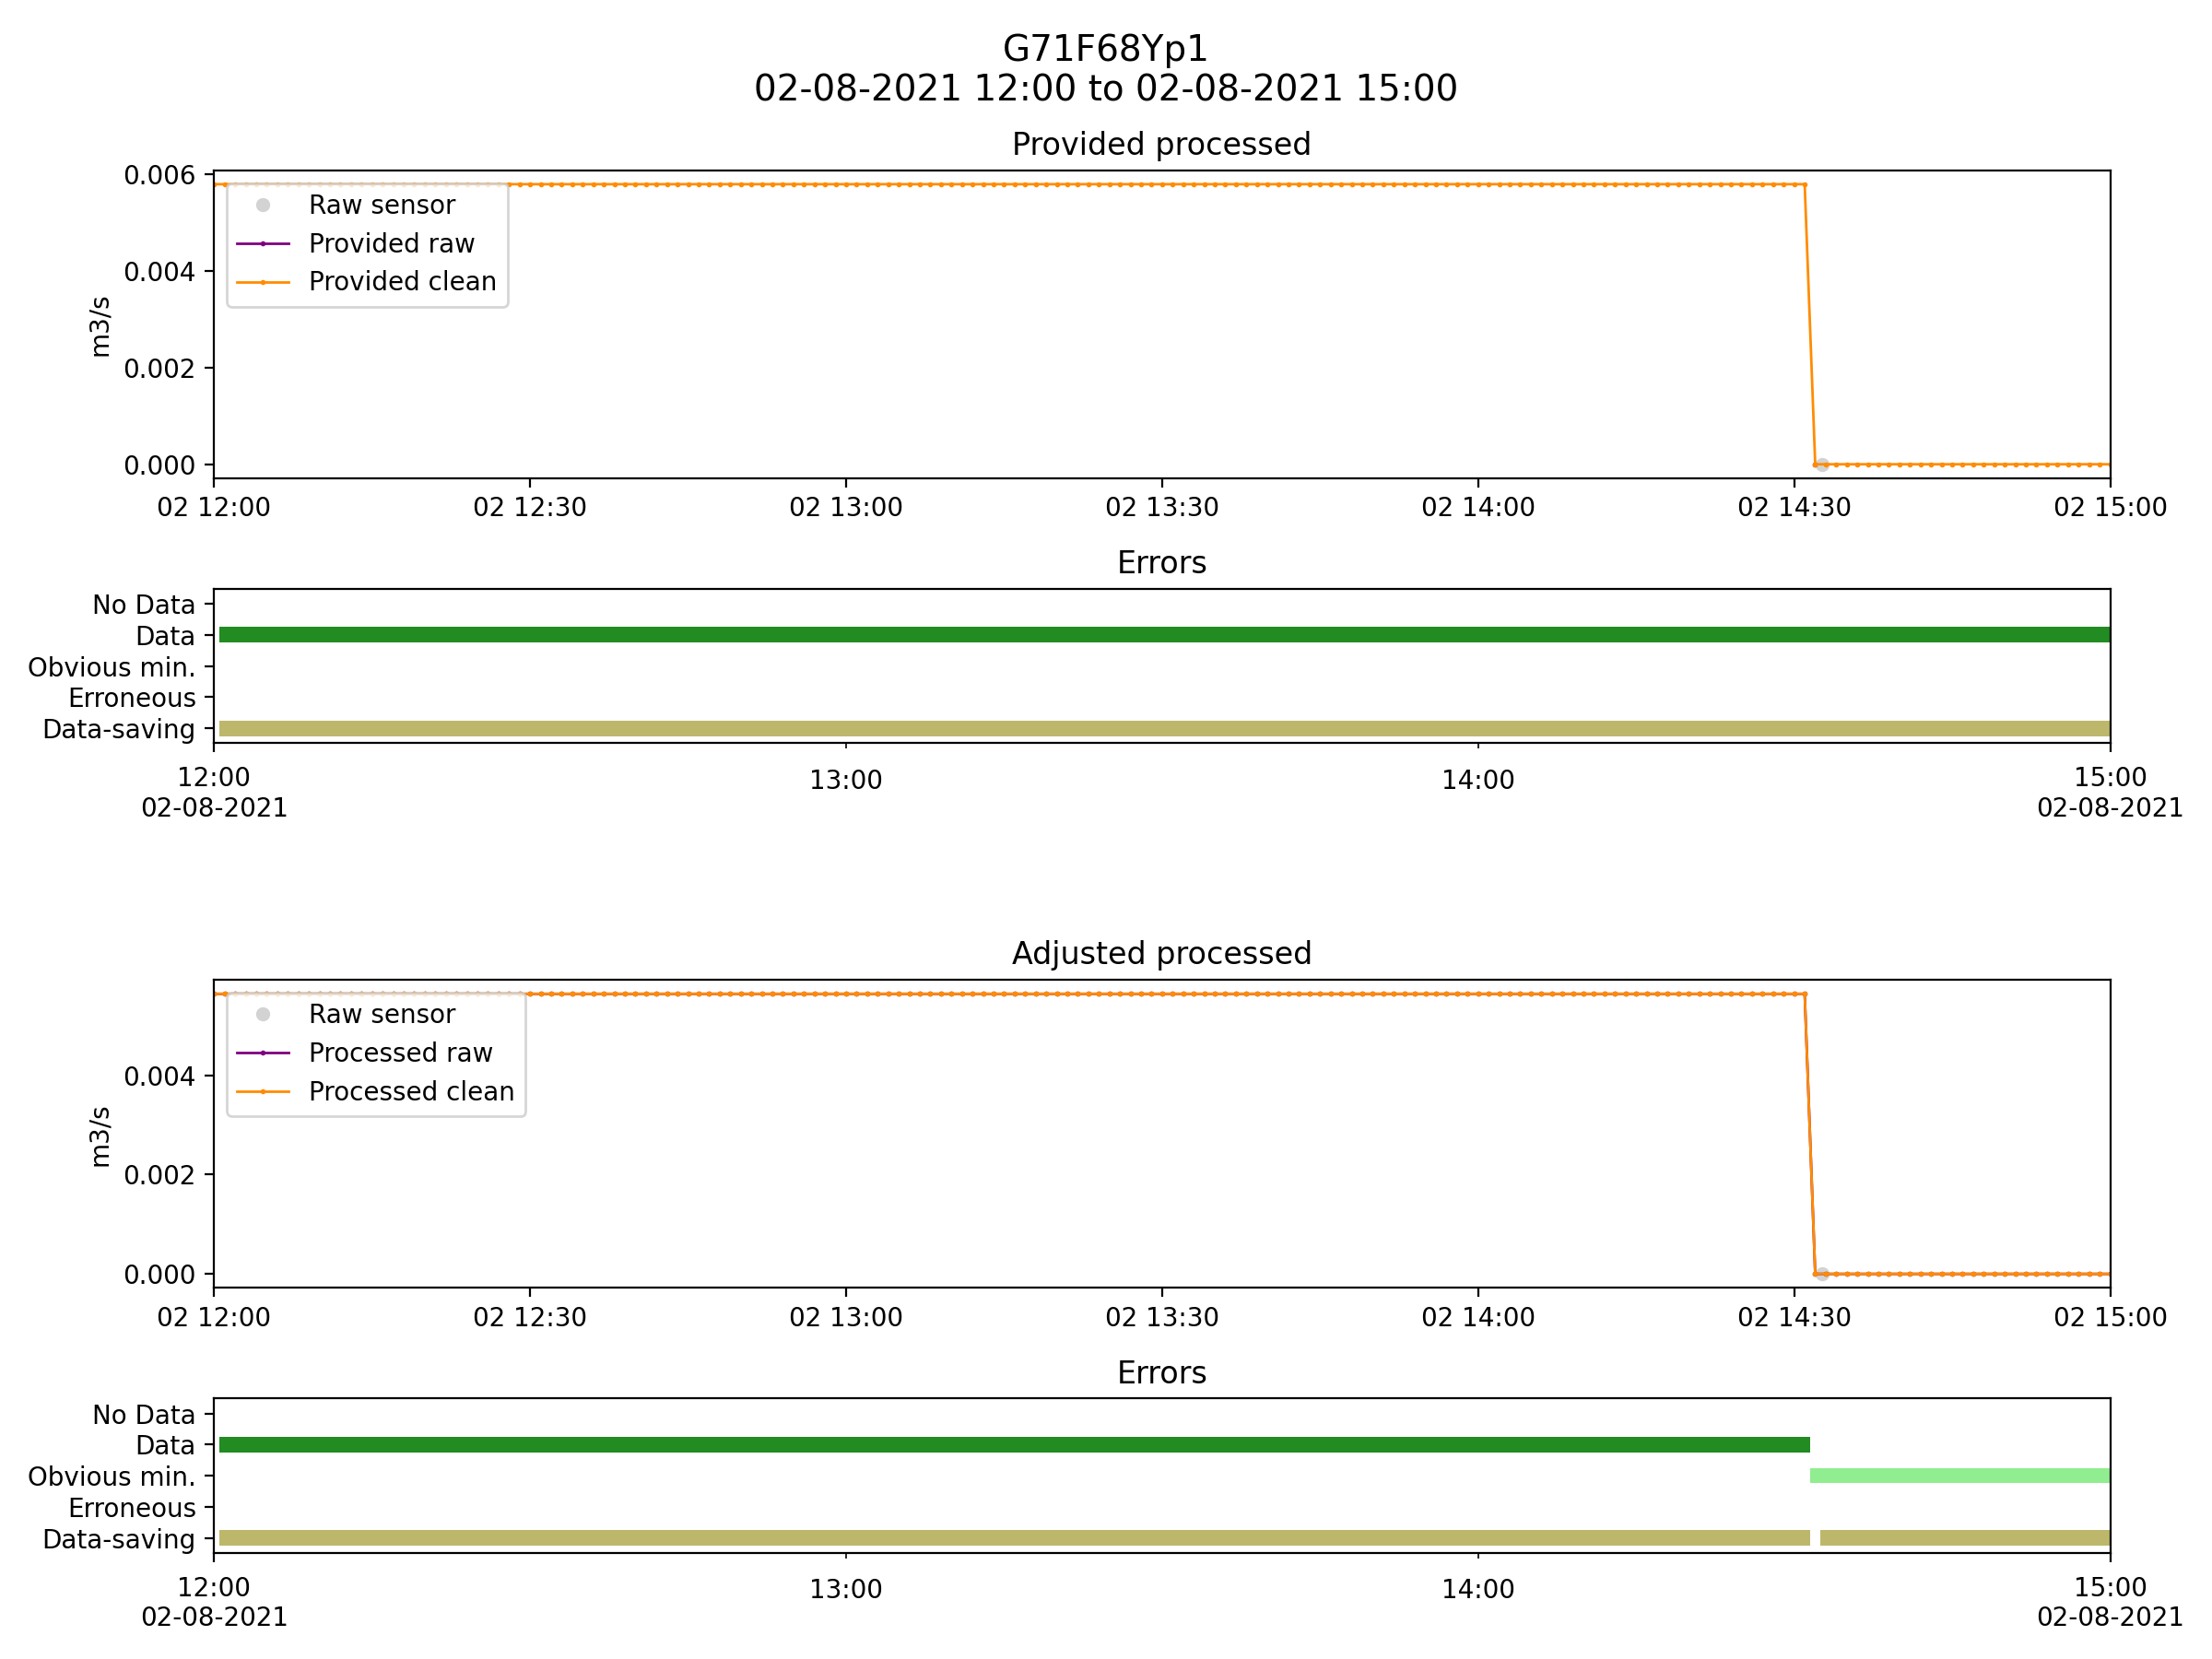 G71F68Yp1
02-08-2021 12:00 to 02-08-2021 15:00
Provided processed
0.006
0.004
0.002
0.000
m3/s
Raw sensor
Provided raw
Provided clean
02 12:00 02 12:30 02 13:00 02 13:30 02 14:00 02 14:30 02 15:00
Errors
No Data
Data
Obvious min.
Erroneous
Data-saving
12:00 13:00 14:00 15:00
02-08-2021 02-08-2021
Adjusted processed
0.004
0.002
0.000
m3/s
Raw sensor
Processed raw
Processed clean
02 12:00 02 12:30 02 13:00 02 13:30 02 14:00 02 14:30 02 15:00
Errors
No Data
Data
Obvious min.
Erroneous
Data-saving
12:00 13:00 14:00 15:00
02-08-2021 02-08-2021